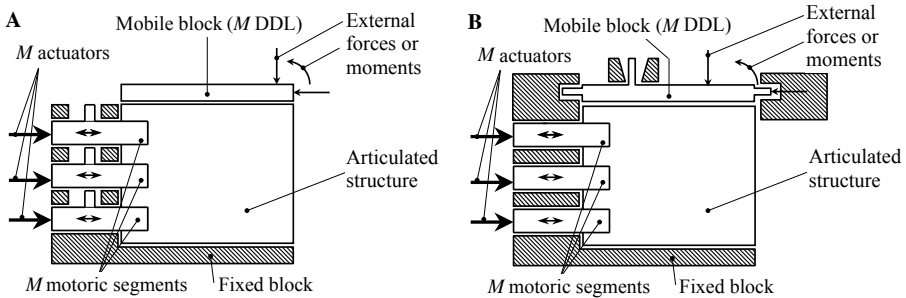 A
Mobile block (M DDL)
External
forces or
moments
M actuators
Articulated
structure
M motoric segments
Fixed block
B
Mobile block (M DDL)
External
forces or
moments
M actuators
Articulated
structure
M motoric segments
Fixed block